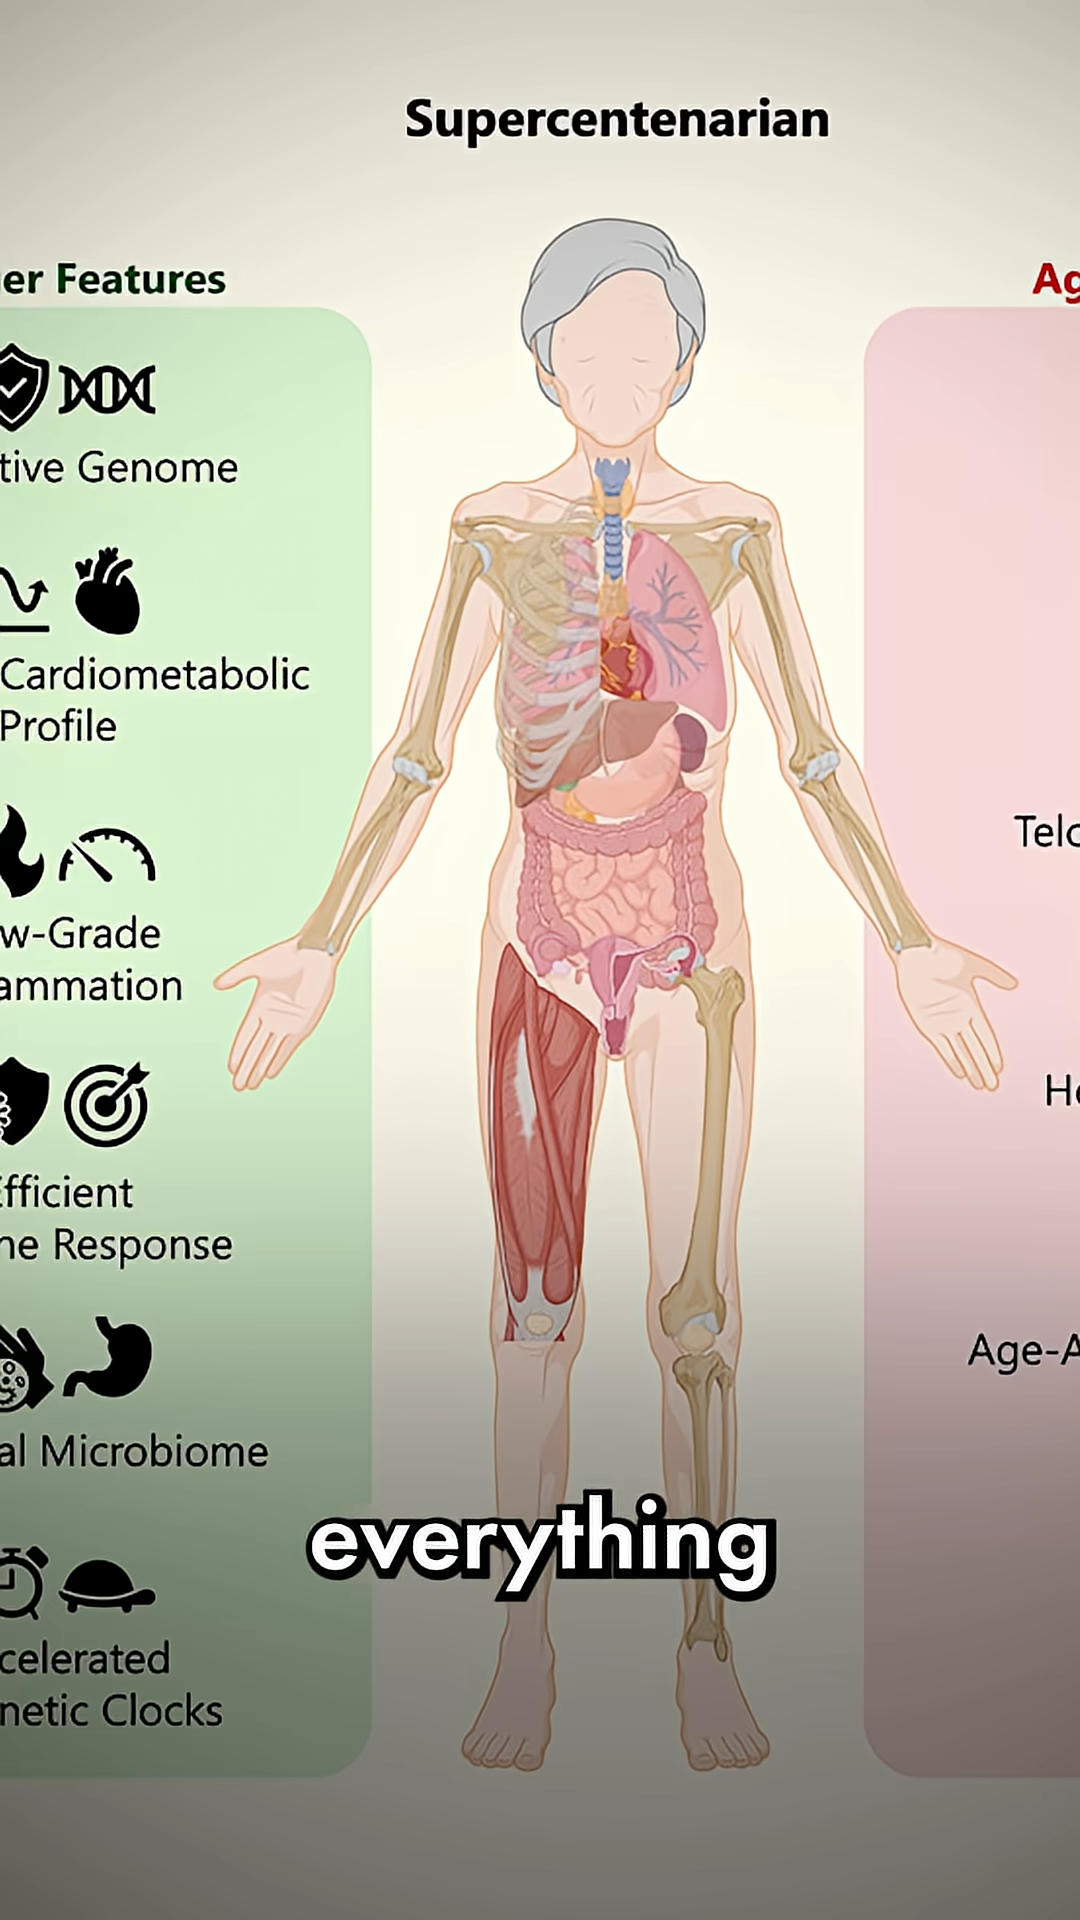 Supercentenarian
er Features
Ag
tive Genome
Cardiometabolic
Profile
w-Grade
ammation
Telo
Efficient
ne Response
He
al Microbiome
Age-A
everything
celerated
netic Clocks